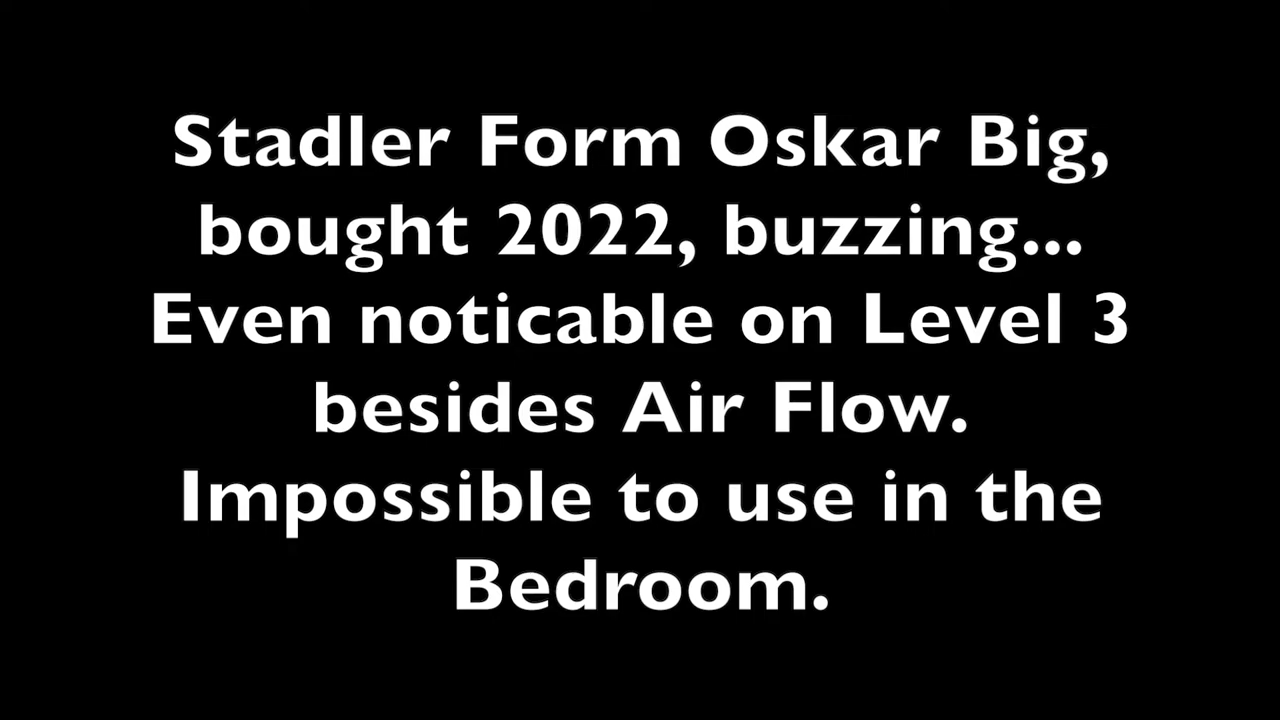 Stadler Form Oskar Big,
bought 2022, buzzing...
Even noticable on Level 3
besides Air Flow.
Impossible to use in the
Bedroom.